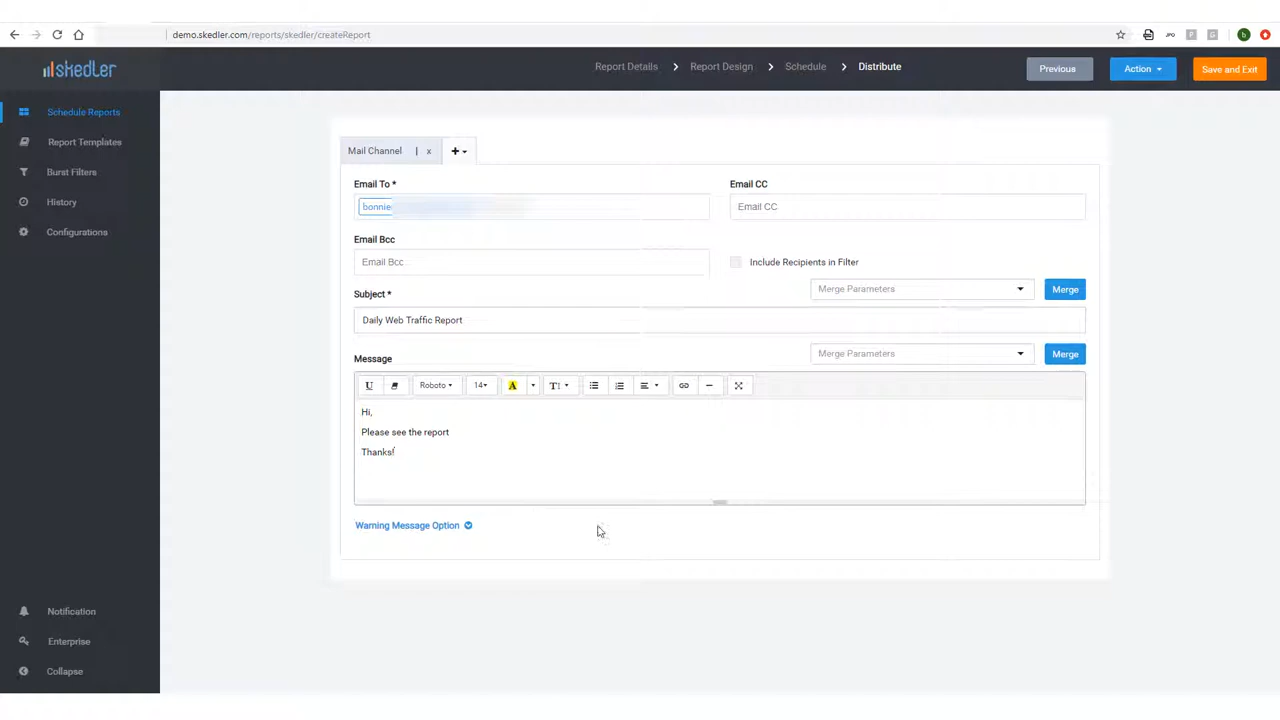 demo.skedler.com/reports/skedler/createReport
JPG
b
skedler
Report Details
Report Design
Schedule
Distribute
Previous
Action
Save and Exit
Schedule Reports
Report Templates
Burst Filters
History
Configurations
Mail Channel | x
+
Email To *
Email CC
bonnie
Email CC
Email Bcc
Email Bcc
Include Recipients in Filter
Merge Parameters
Merge
Subject *
Daily Web Traffic Report
Message
Merge Parameters
Merge
U
Roboto
14
A
T
Hi,
Please see the report
Thanks!
Warning Message Option
Notification
Enterprise
Collapse